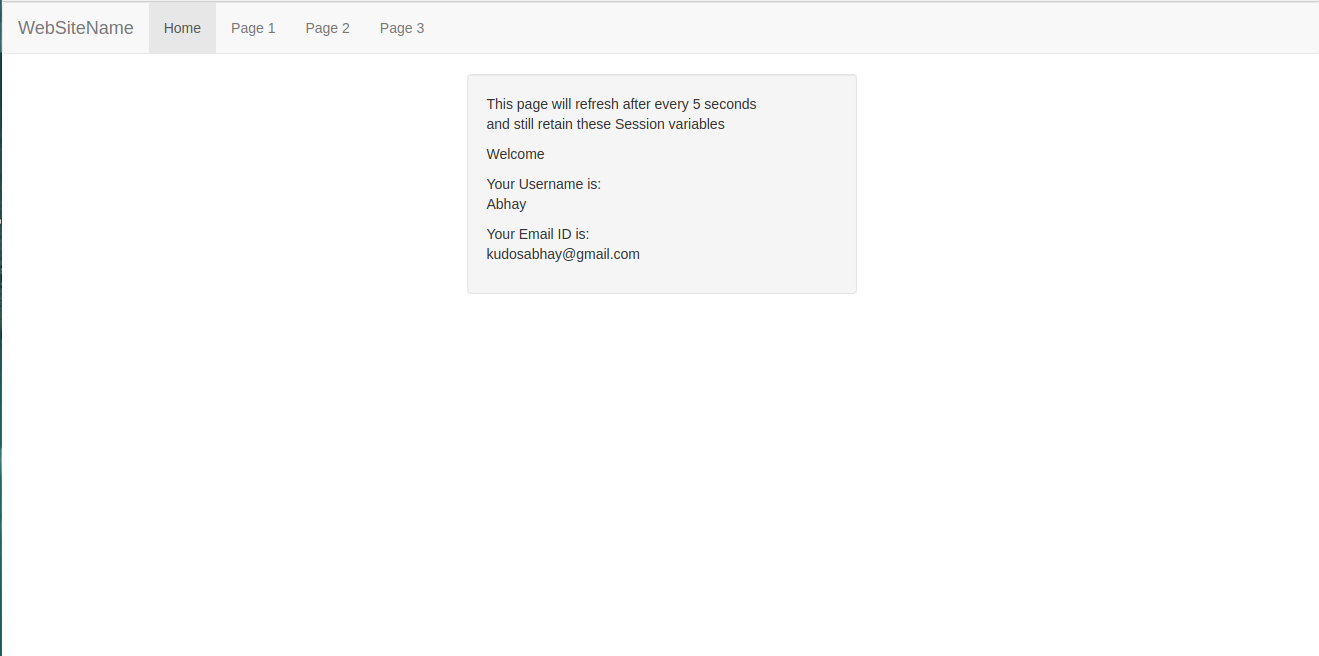 WebSiteName Home Page 1 Page 2 Page 3
This page will refresh after every 5 seconds
and still retain these Session variables
Welcome
Your Username is:
Abhay
Your Email ID is:
kudosabhay@gmail.com